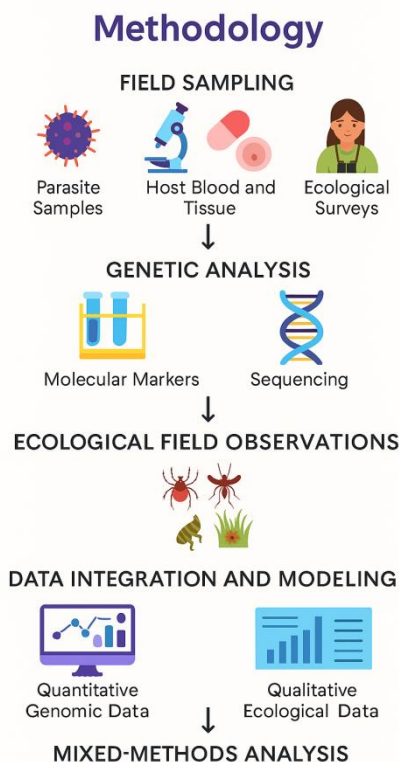 Methodology
FIELD SAMPLING
Parasite
Samples
Host Blood and
Tissue
Ecological
Surveys
GENETIC ANALYSIS
Molecular Markers
Sequencing
ECOLOGICAL FIELD OBSERVATIONS
DATA INTEGRATION AND MODELING
Quantitative
Genomic Data
Qualitative
Ecological Data
MIXED-METHODS ANALYSIS